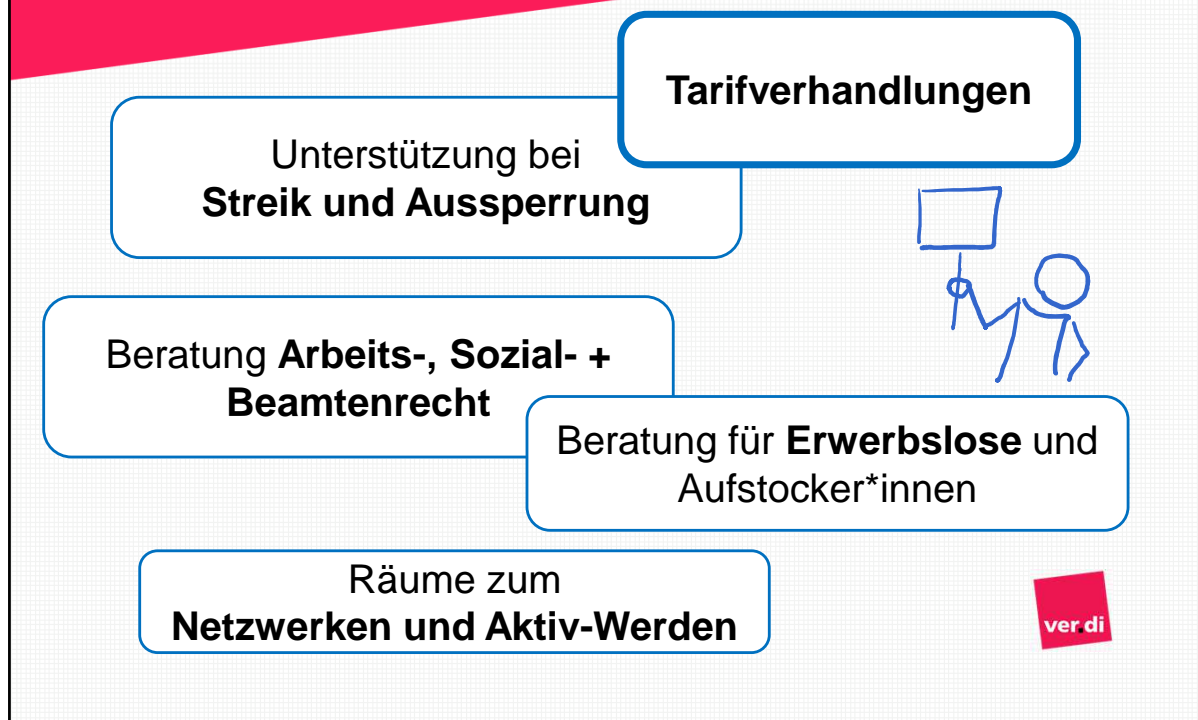 Tarifverhandlungen
Unterstützung bei
Streik und Aussperrung
Beratung Arbeits-, Sozial- +
Beamtenrecht
Beratung für Erwerbslose und
Aufstocker*innen
Räume zum
Netzwerken und Aktiv-Werden
ver.di